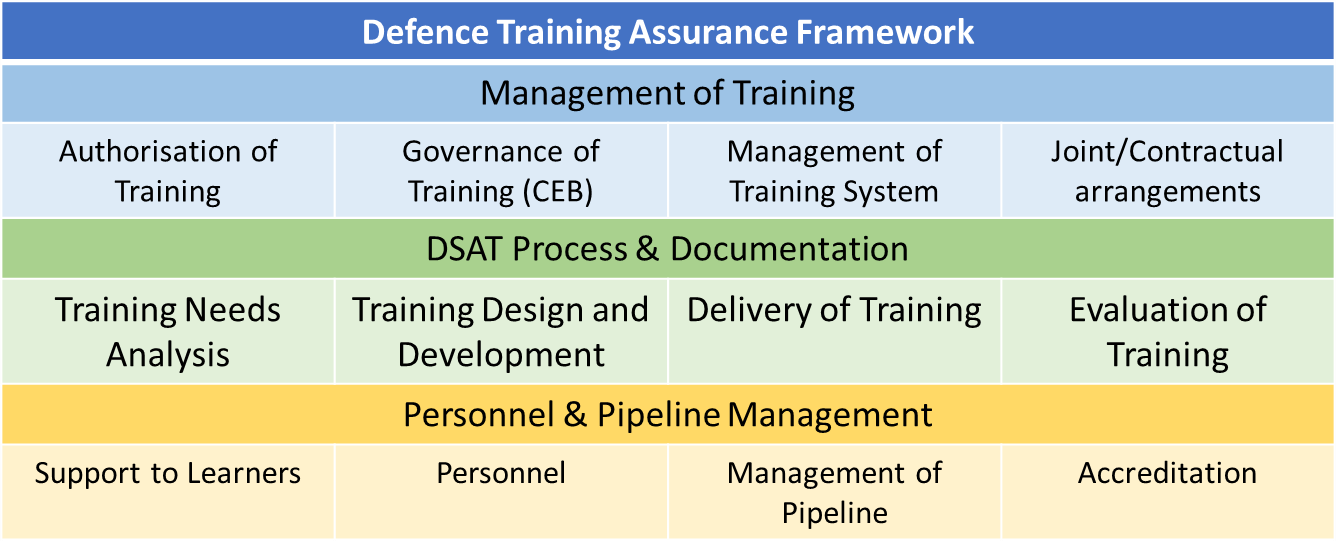 Defence Training Assurance Framework
Management of Training
Authorisation of
Training
Governance of
Training (CEB)
Management of
Training System
Joint/Contractual
arrangements
DSAT Process & Documentation
Training Needs
Analysis
Training Design and
Development
Delivery of Training
Evaluation of
Training
Personnel & Pipeline Management
Support to Learners
Personnel
Management of
Pipeline
Accreditation